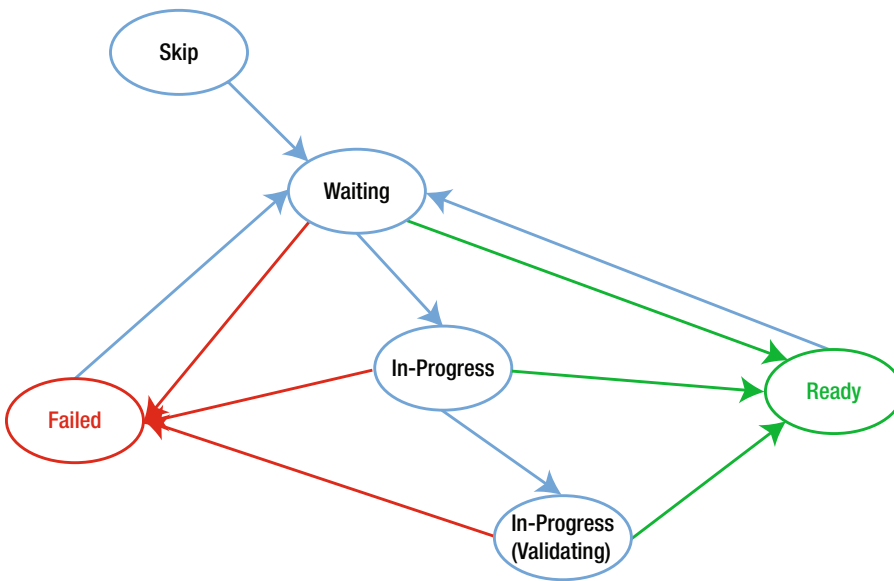 Skip
Waiting
In-Progress
Ready
Failed
In-Progress
(Validating)